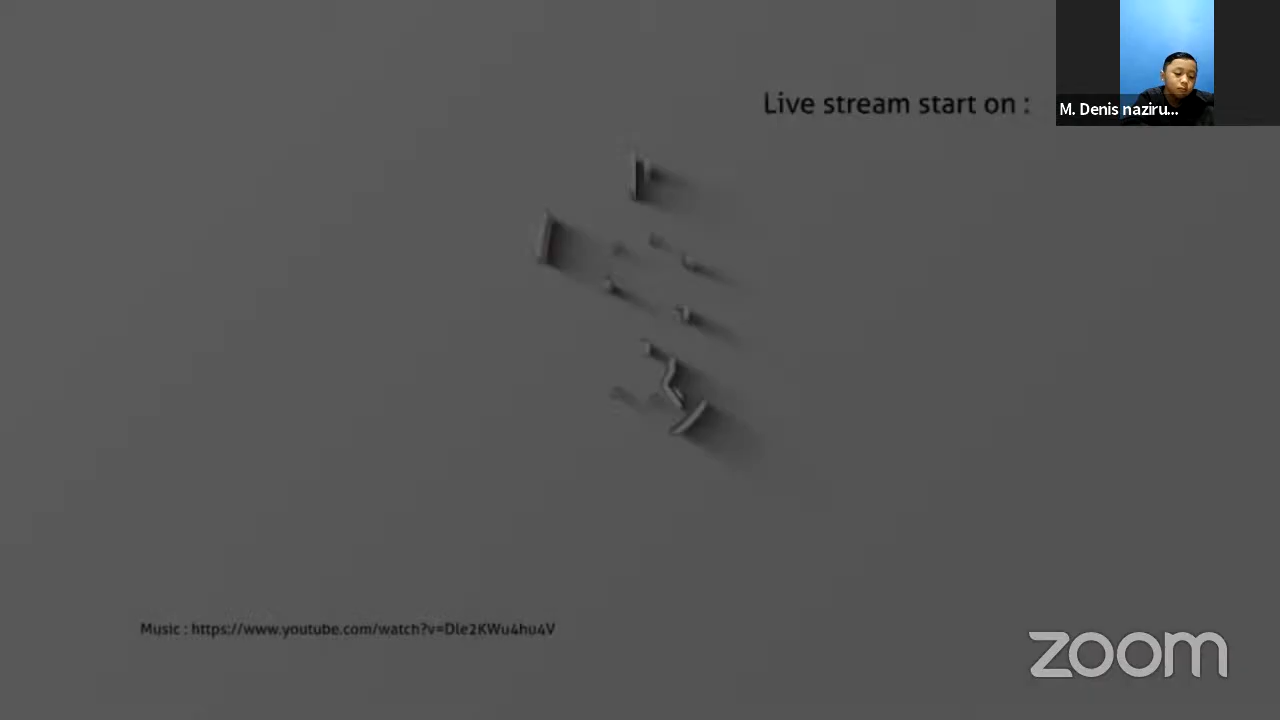 Live stream start on :
M. Denis naziru...
Music : https://www.youtube.com/watch?v=Dle2KWu4hu4V
zoom